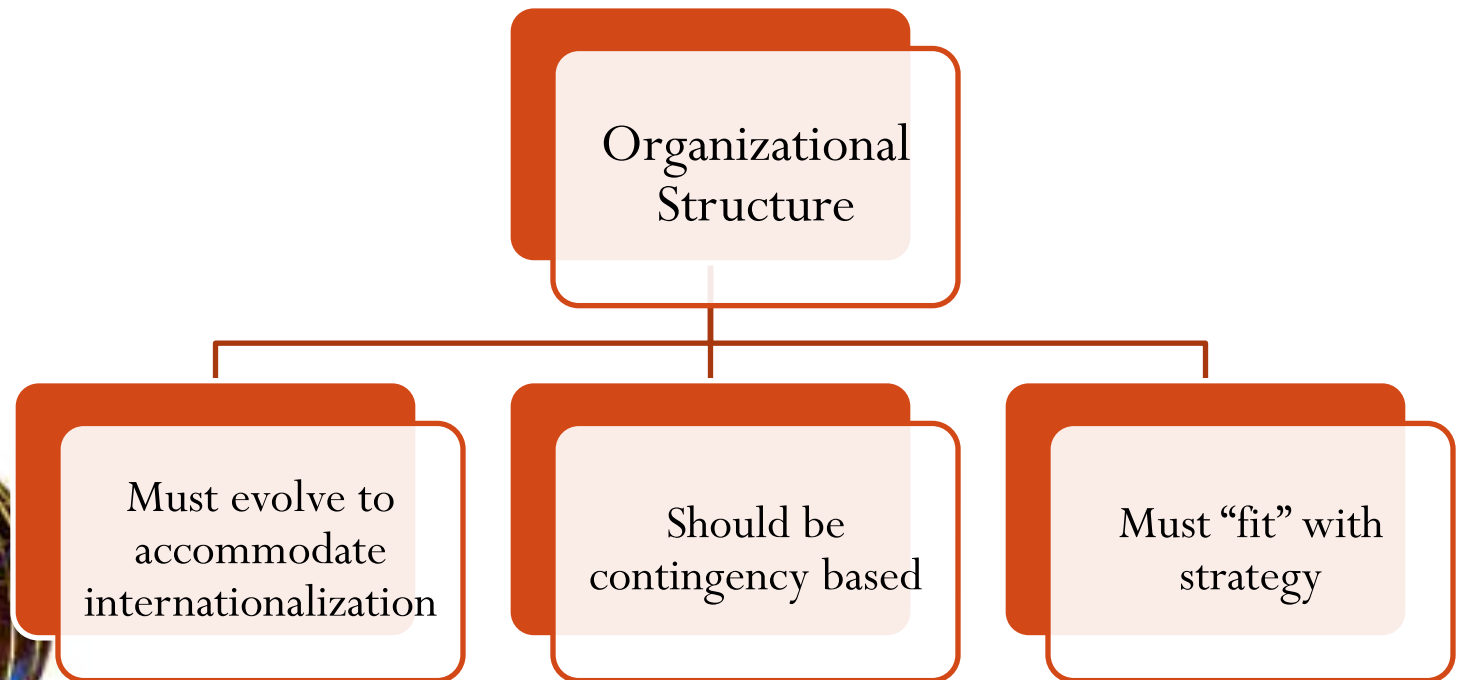 Organizational
Structure
Must evolve to
accommodate
internationalization
Should be
contingency based
Must “fit” with
strategy